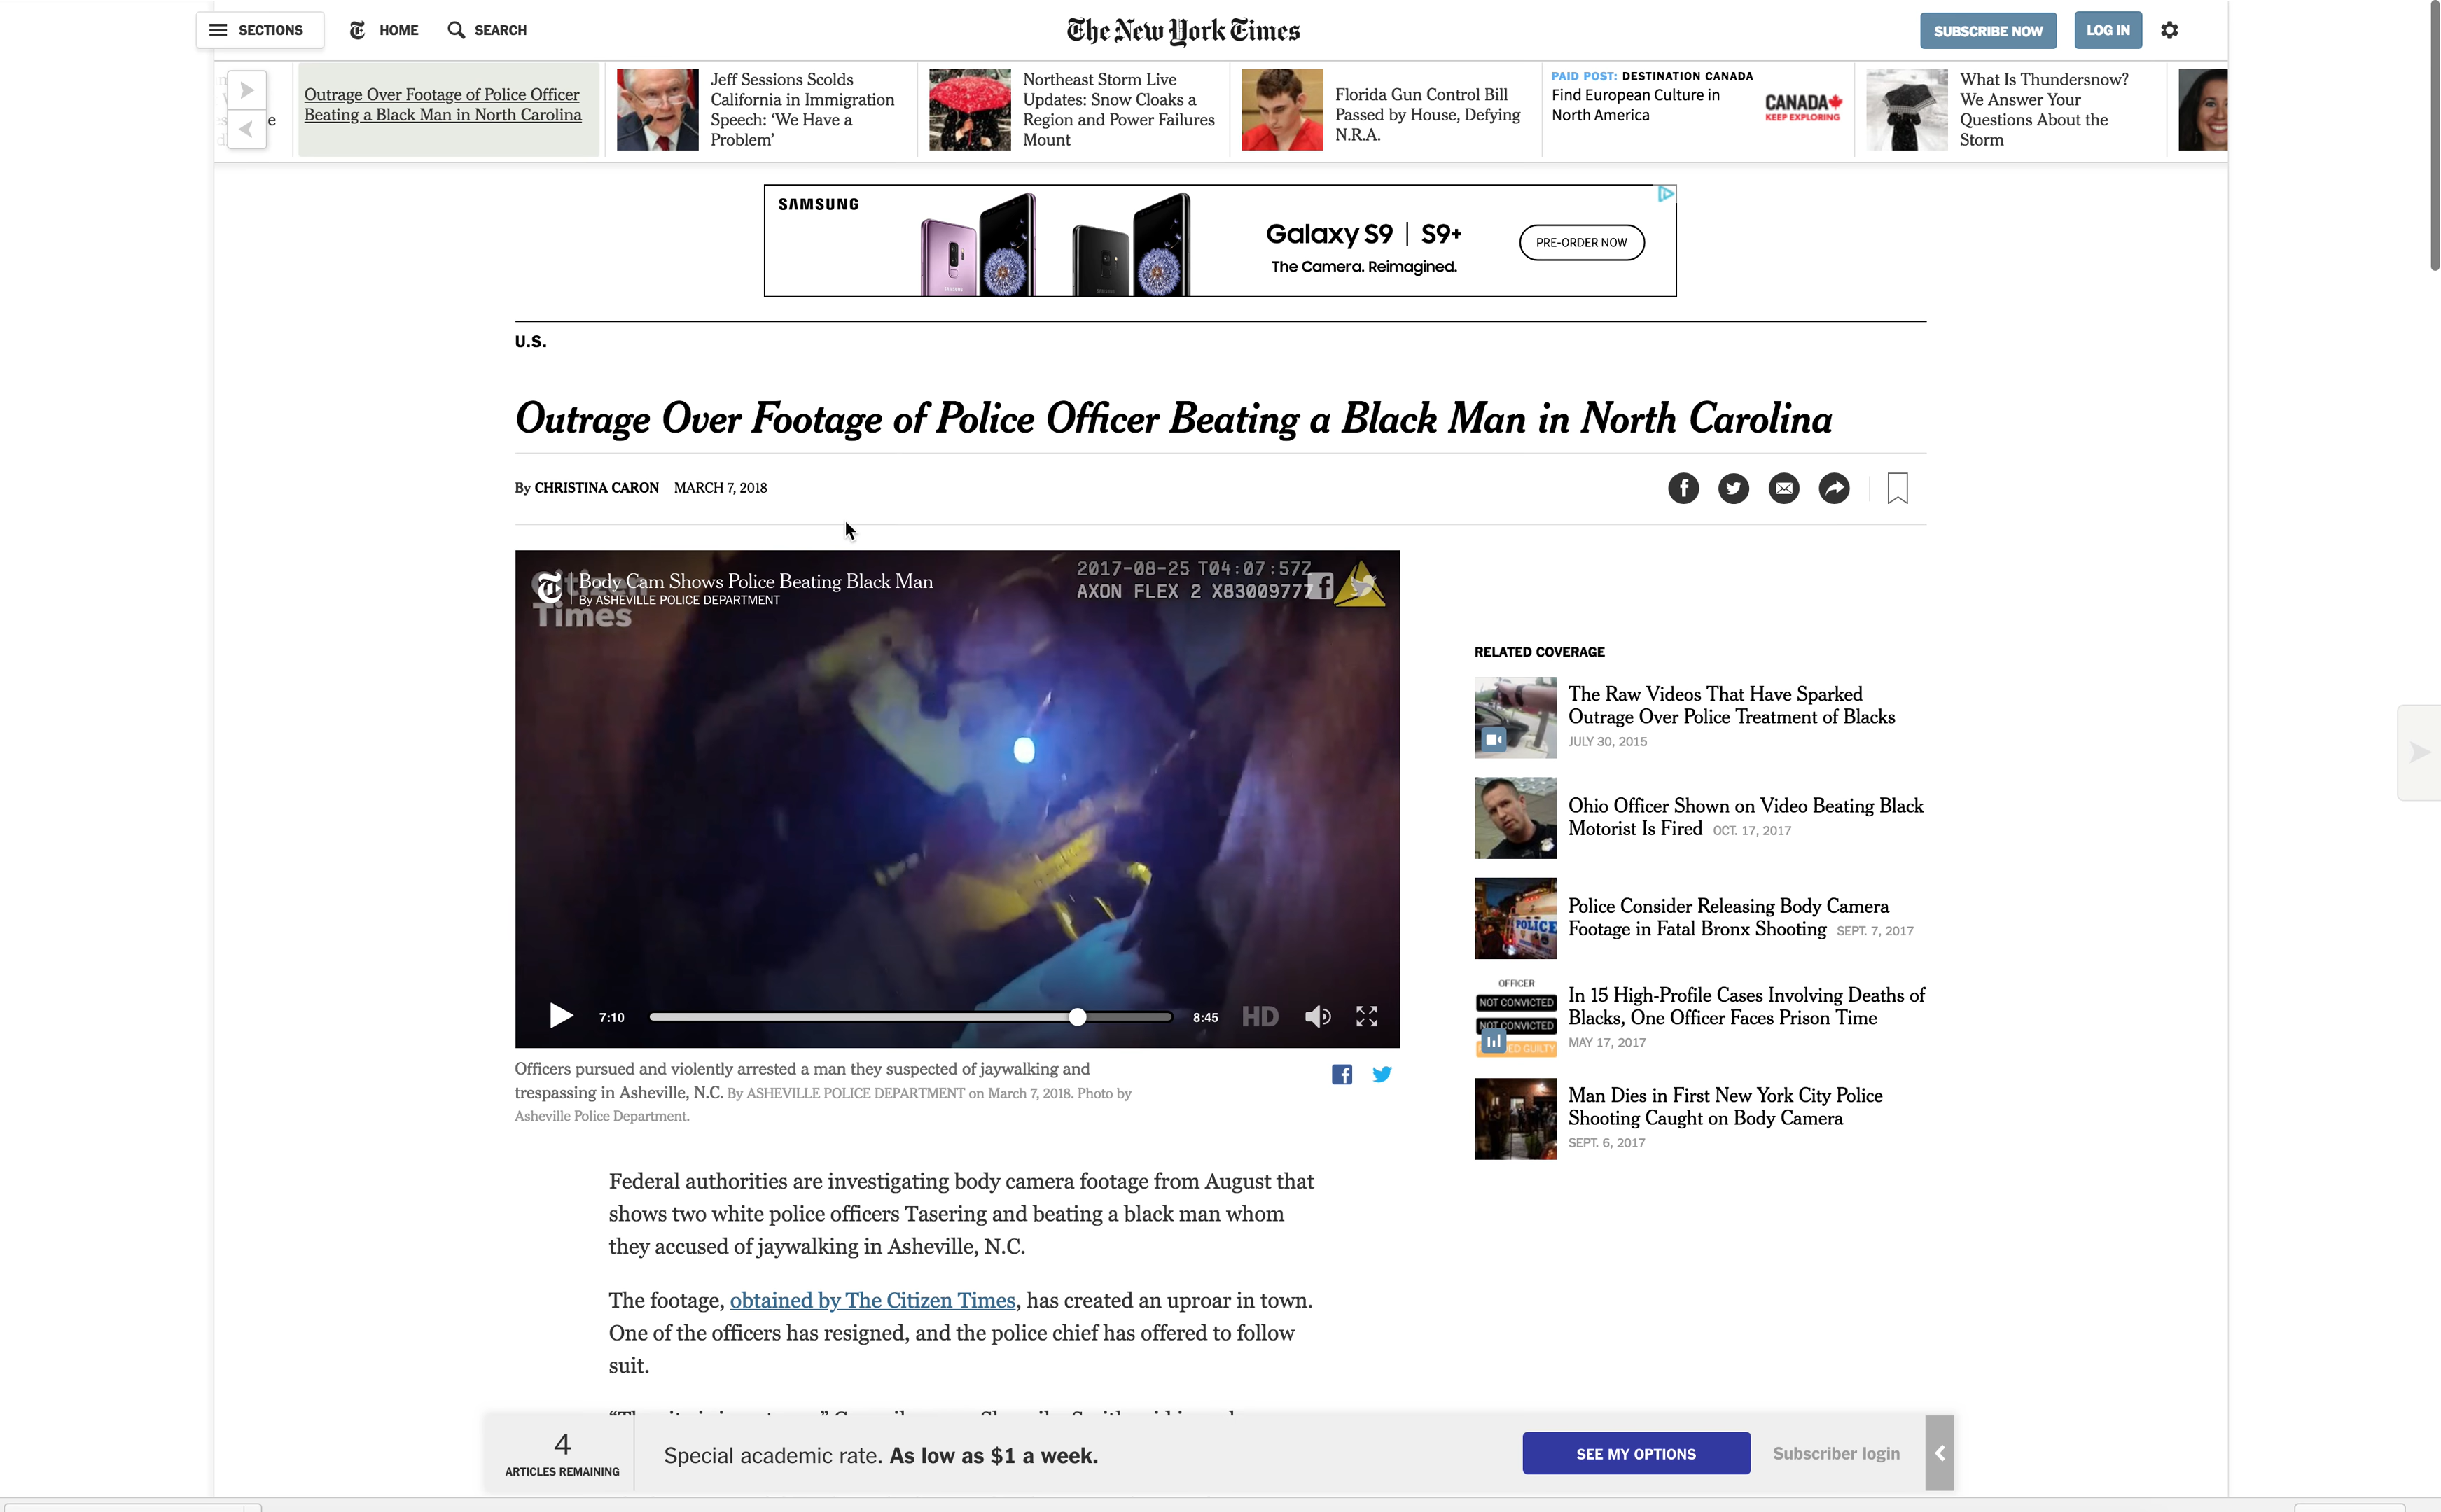 SECTIONS
HOME
SEARCH
The New York Times
SUBSCRIBE NOW
LOG IN
Outrage Over Footage of Police Officer
Beating a Black Man in North Carolina
Jeff Sessions Scolds
California in Immigration
Speech: ‘We Have a
Problem’
Northeast Storm Live
Updates: Snow Cloaks a
Region and Power Failures
Mount
Florida Gun Control Bill
Passed by House, Defying
N.R.A.
PAID POST: DESTINATION CANADA
Find European Culture in
North America
CANADA
KEEP EXPLORING
What Is Thundersnow?
We Answer Your
Questions About the
Storm
SAMSUNG
Galaxy S9 | S9+
The Camera. Reimagined.
PRE-ORDER NOW
U.S.
Outrage Over Footage of Police Officer Beating a Black Man in North Carolina
By CHRISTINA CARON MARCH 7, 2018
Body Cam Shows Police Beating Black Man
By ASHEVILLE POLICE DEPARTMENT
Citizen
Times
2017-08-25 T04:07:57Z
AXON FLEX 2 X83009777
7:10
8:45
HD
Officers pursued and violently arrested a man they suspected of jaywalking and
trespassing in Asheville, N.C. By ASHEVILLE POLICE DEPARTMENT on March 7, 2018. Photo by
Asheville Police Department.
Federal authorities are investigating body camera footage from August that
shows two white police officers Tasering and beating a black man whom
they accused of jaywalking in Asheville, N.C.
The footage, obtained by The Citizen Times, has created an uproar in town.
One of the officers has resigned, and the police chief has offered to follow
suit.
RELATED COVERAGE
The Raw Videos That Have Sparked
Outrage Over Police Treatment of Blacks
JULY 30, 2015
Ohio Officer Shown on Video Beating Black
Motorist Is Fired OCT. 17, 2017
POLICE
Police Consider Releasing Body Camera
Footage in Fatal Bronx Shooting SEPT. 7, 2017
OFFICER
NOT CONVICTED
NOT CONVICTED
GUILTY
In 15 High-Profile Cases Involving Deaths of
Blacks, One Officer Faces Prison Time
MAY 17, 2017
Man Dies in First New York City Police
Shooting Caught on Body Camera
SEPT. 6, 2017
4
ARTICLES REMAINING
Special academic rate. As low as $1 a week.
SEE MY OPTIONS
Subscriber login